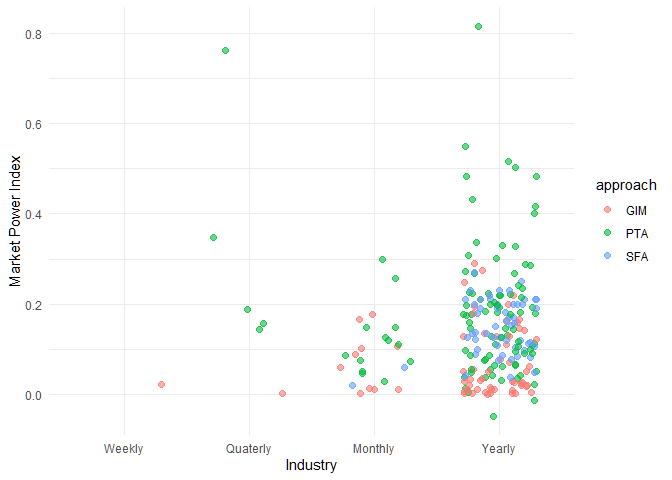 0.8
0.6
0.4
0.2
0.0
Market Power Index
Weekly
Quaterly
Monthly
Yearly
Industry
approach
GIM
PTA
SFA